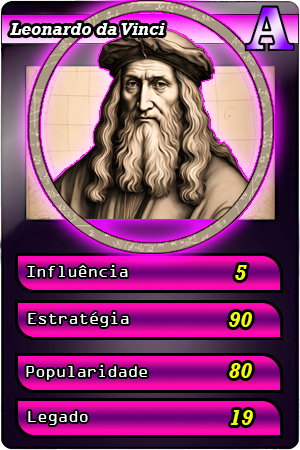 Leonardo da Vinci
A
Influência 5
Estratégia 90
Popularidade 80
Legado 19